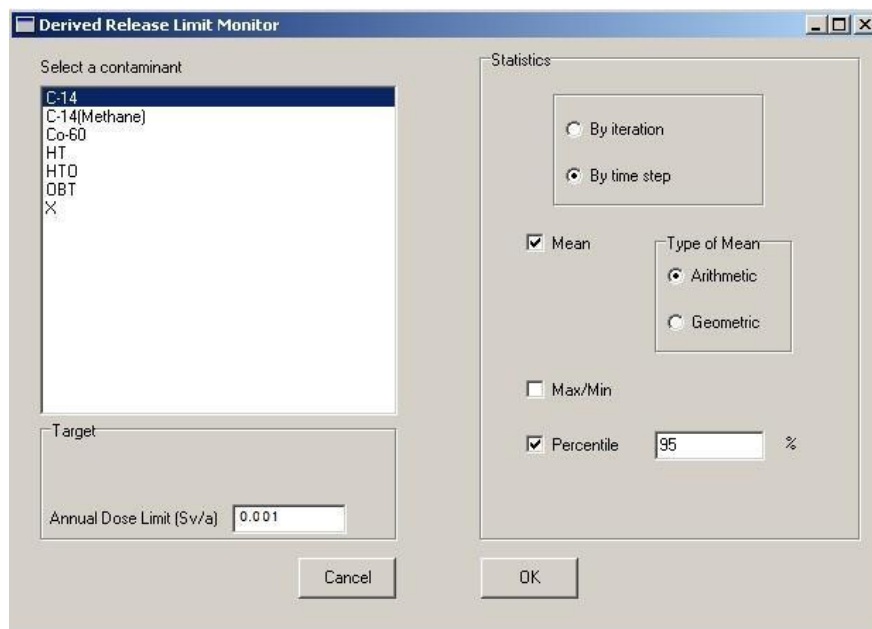 Derived Release Limit Monitor
Select a contaminant
C-14
C-14(Methane)
Co-60
HT
HTO
OBT
X
Target
Annual Dose Limit (Sv/a) 0.001
Cancel
Statistics
By iteration
By time step
Mean
Type of Mean
Arithmetic
Geometric
Max/Min
Percentile 95 %
OK